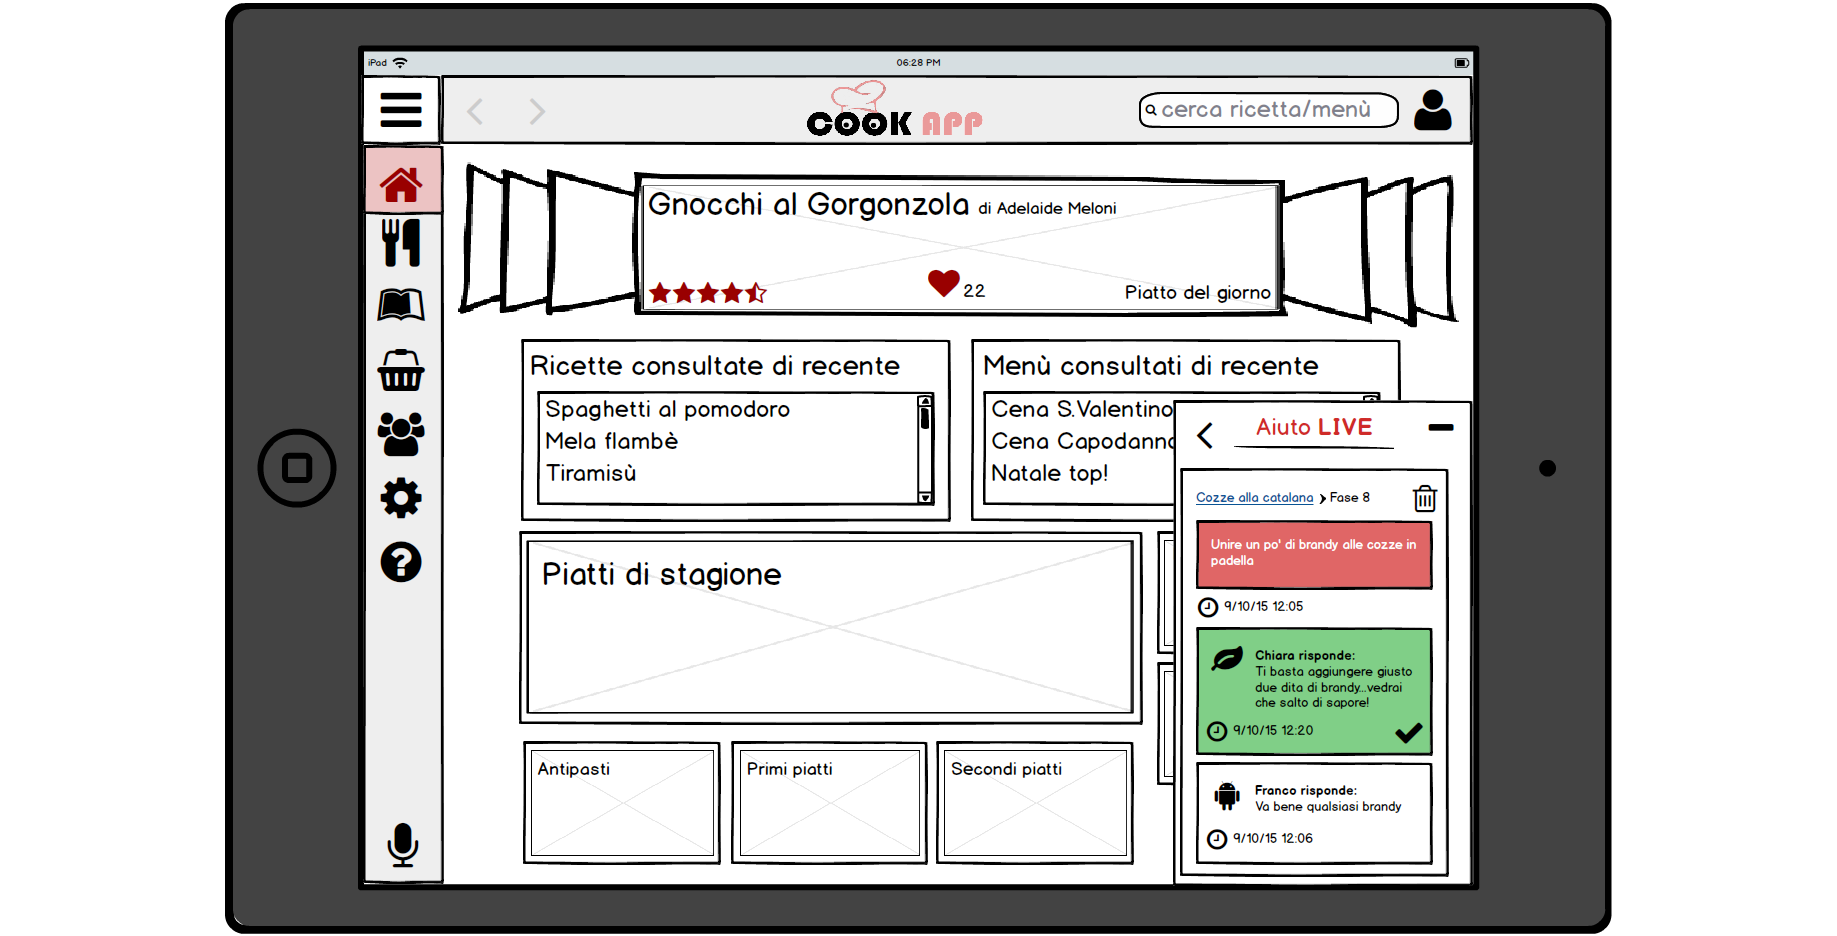 iPad
06:28 PM
COOK APP
cerca ricetta/menù
Gnocchi al Gorgonzola di Adelaide Meloni
22
Piatto del giorno
Ricette consultate di recente
Spaghetti al pomodoro
Mela flambè
Tiramisù
Menù consultati di recente
Cena S.Valentino
Cena Capodanno
Natale top!
Aiuto LIVE
Cozze alla catalana Fase 8
Unire un po' di brandy alle cozze in
padella
9/10/15 12:05
Chiara risponde:
Ti basta aggiungere giusto
due dita di brandy...vedrai
che salto di sapore!
9/10/15 12:20
Franco risponde:
Va bene qualsiasi brandy
9/10/15 12:06
Piatti di stagione
Antipasti
Primi piatti
Secondi piatti